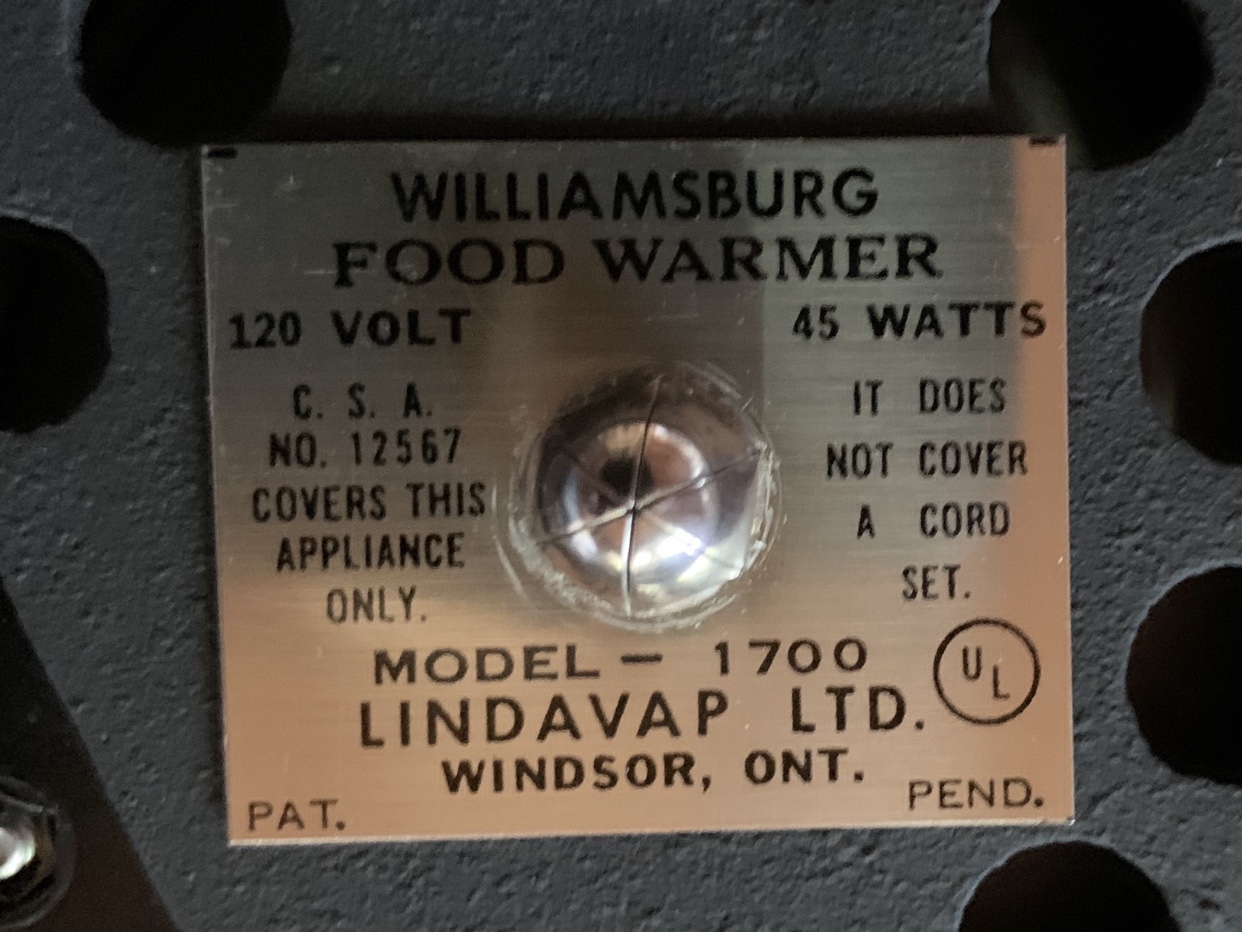 WILLIAMSBURG
FOOD WARMER
120 VOLT 45 WATTS
C. S. A.
NO. 12567
COVERS THIS
APPLIANCE
ONLY.
IT DOES
NOT COVER
A CORD
SET.
MODEL - 1700
UL
LINDAVAP LTD.
WINDSOR, ONT.
PAT. PEND.